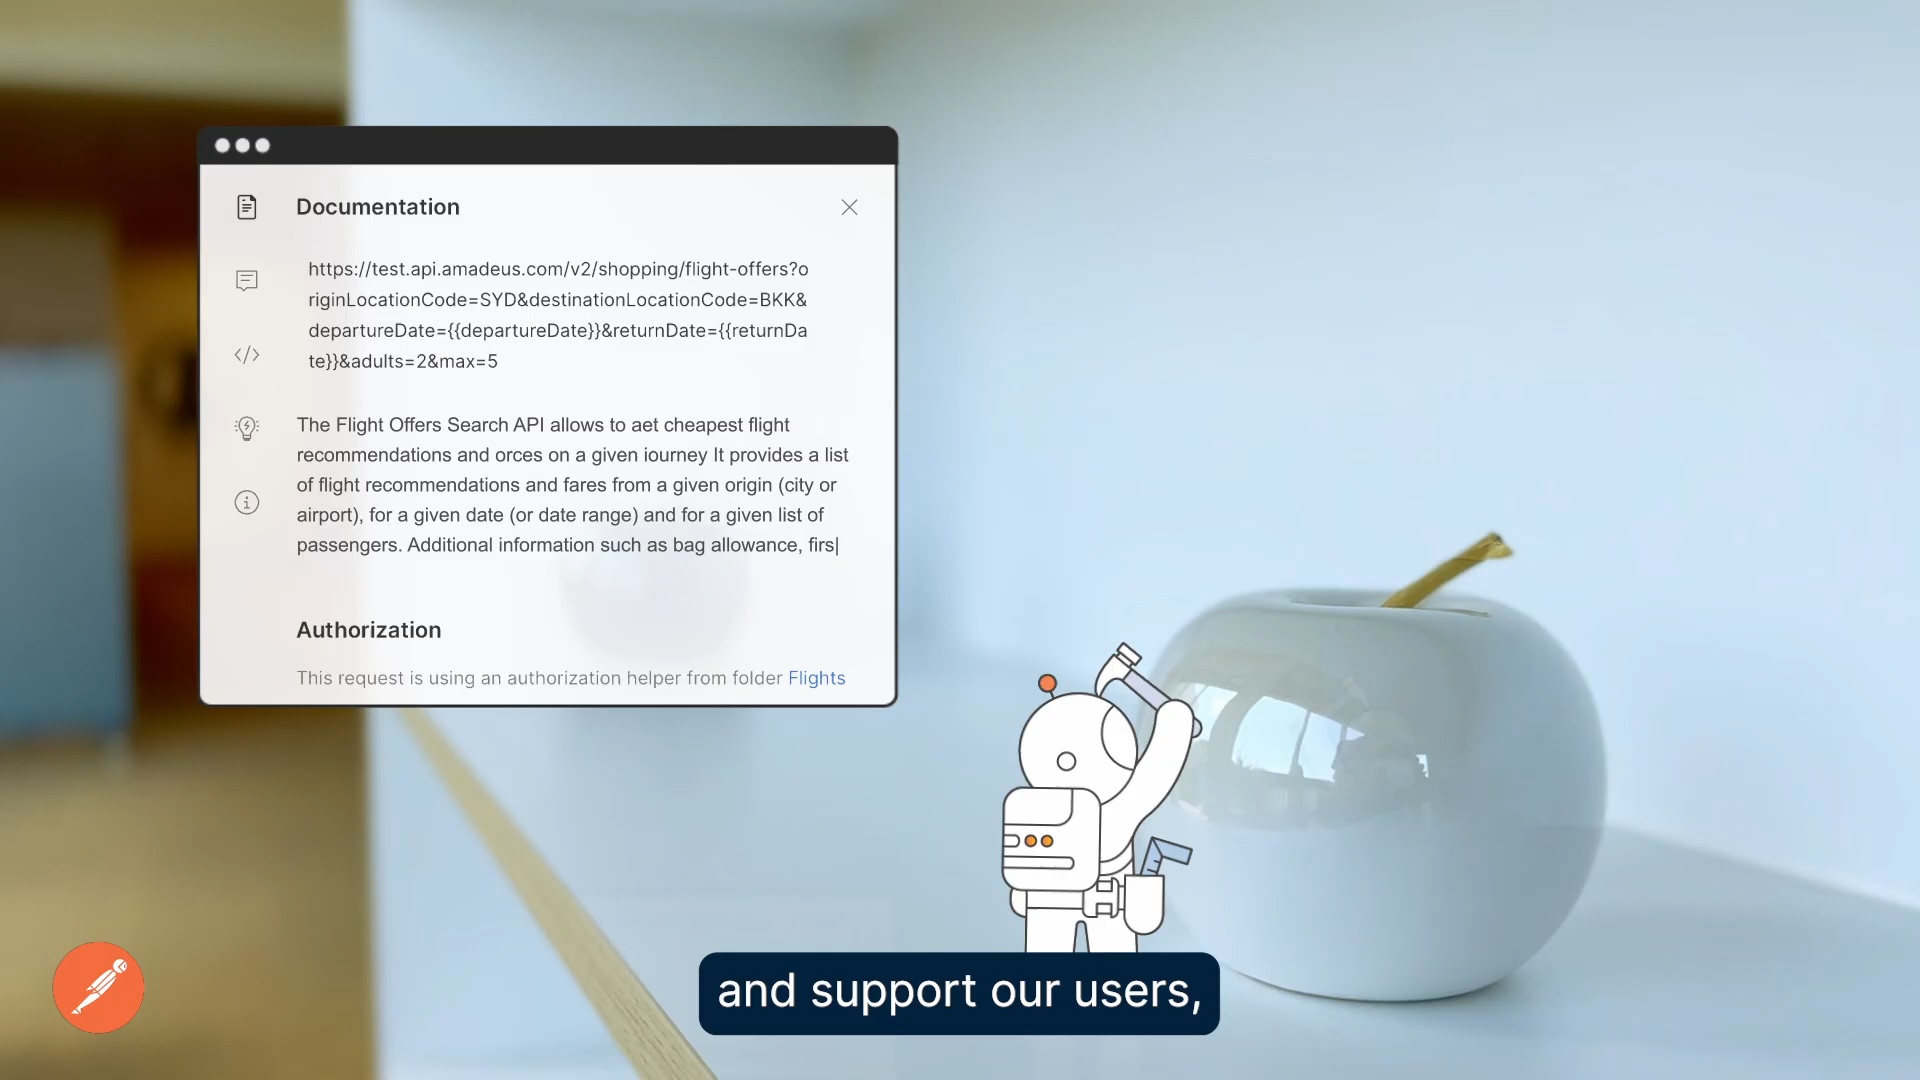 Documentation
https://test.api.amadeus.com/v2/shopping/flight-offers?o
riginLocationCode=SYD&destinationLocationCode=BKK&
departureDate={{departureDate}}&returnDate={{returnDa
te}}&adults=2&max=5
The Flight Offers Search API allows to aet cheapest flight
recommendations and orces on a given iourney It provides a list
of flight recommendations and fares from a given origin (city or
airport), for a given date (or date range) and for a given list of
passengers. Additional information such as bag allowance, firs|
Authorization
This request is using an authorization helper from folder Flights
and support our users,